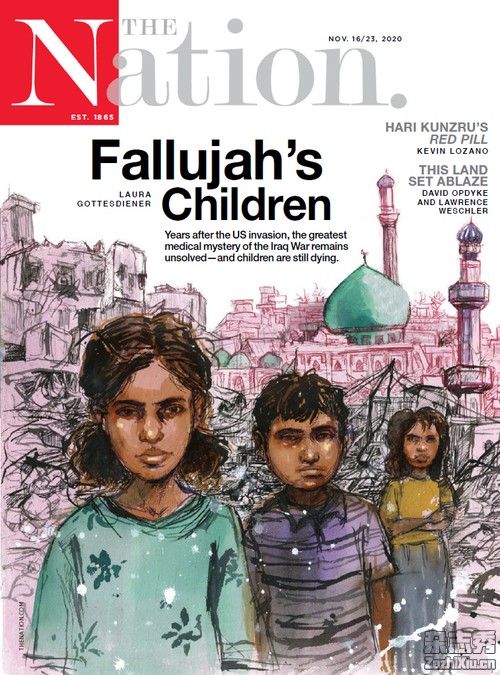 THE
Nation.
EST. 1865
NOV. 16/23, 2020
HARI KUNZRU'S
RED PILL
KEVIN LOZANO
THIS LAND
SET ABLAZE
DAVID OPDYKE
AND LAWRENCE
WESCHLER
Fallujah's
Children
LAURA
GOTTESDIENER
Years after the US invasion, the greatest
medical mystery of the Iraq War remains
unsolved—and children are still dying.
THENATION.COM
ZaZhiXiu.cn